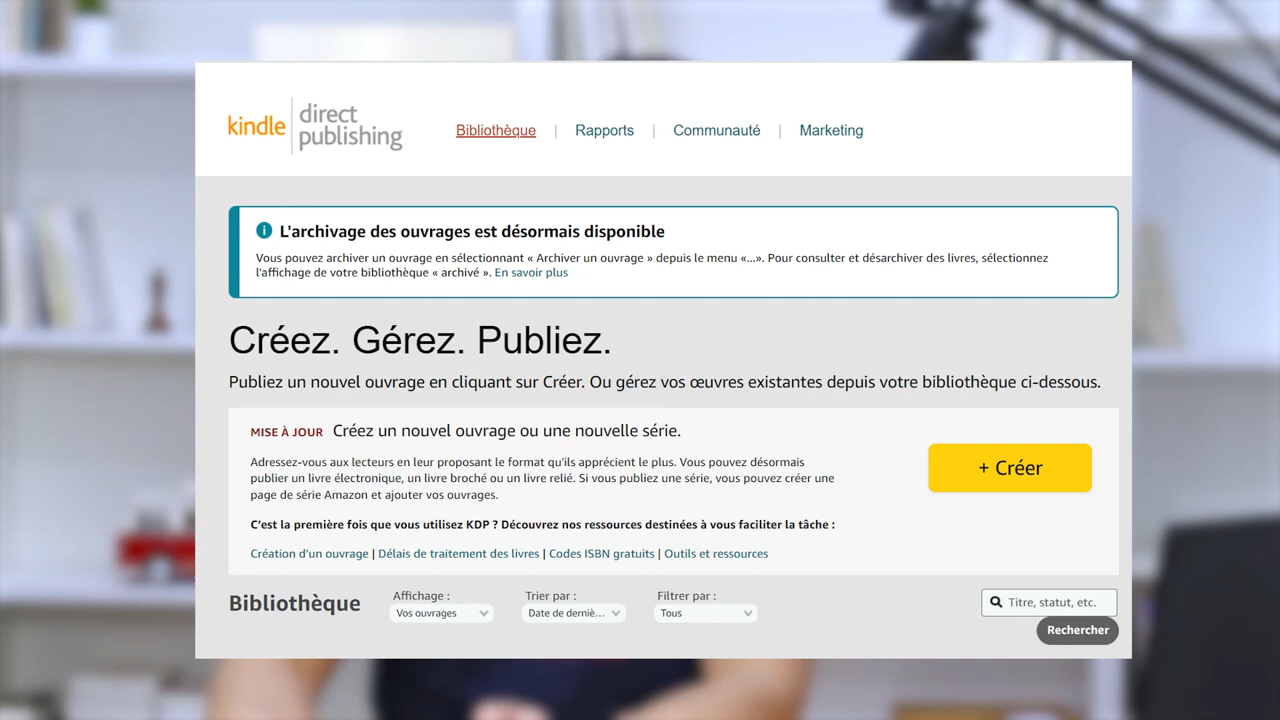 kindle direct publishing
Bibliothèque | Rapports | Communauté | Marketing
L'archivage des ouvrages est désormais disponible
Vous pouvez archiver un ouvrage en sélectionnant « Archiver un ouvrage » depuis le menu «...». Pour consulter et désarchiver des livres, sélectionnez
l'affichage de votre bibliothèque « archivé ». En savoir plus
Créez. Gérez. Publiez.
Publiez un nouvel ouvrage en cliquant sur Créer. Ou gérez vos œuvres existantes depuis votre bibliothèque ci-dessous.
MISE À JOUR Créez un nouvel ouvrage ou une nouvelle série.
Adressez-vous aux lecteurs en leur proposant le format qu'ils apprécient le plus. Vous pouvez désormais
publier un livre électronique, un livre broché ou un livre relié. Si vous publiez une série, vous pouvez créer une
page de série Amazon et ajouter vos ouvrages.
+ Créer
C'est la première fois que vous utilisez KDP ? Découvrez nos ressources destinées à vous faciliter la tâche :
Création d'un ouvrage | Délais de traitement des livres | Codes ISBN gratuits | Outils et ressources
Bibliothèque
Affichage :
Vos ouvrages
Trier par :
Date de derniè...
Filtrer par :
Tous
Titre, statut, etc.
Rechercher